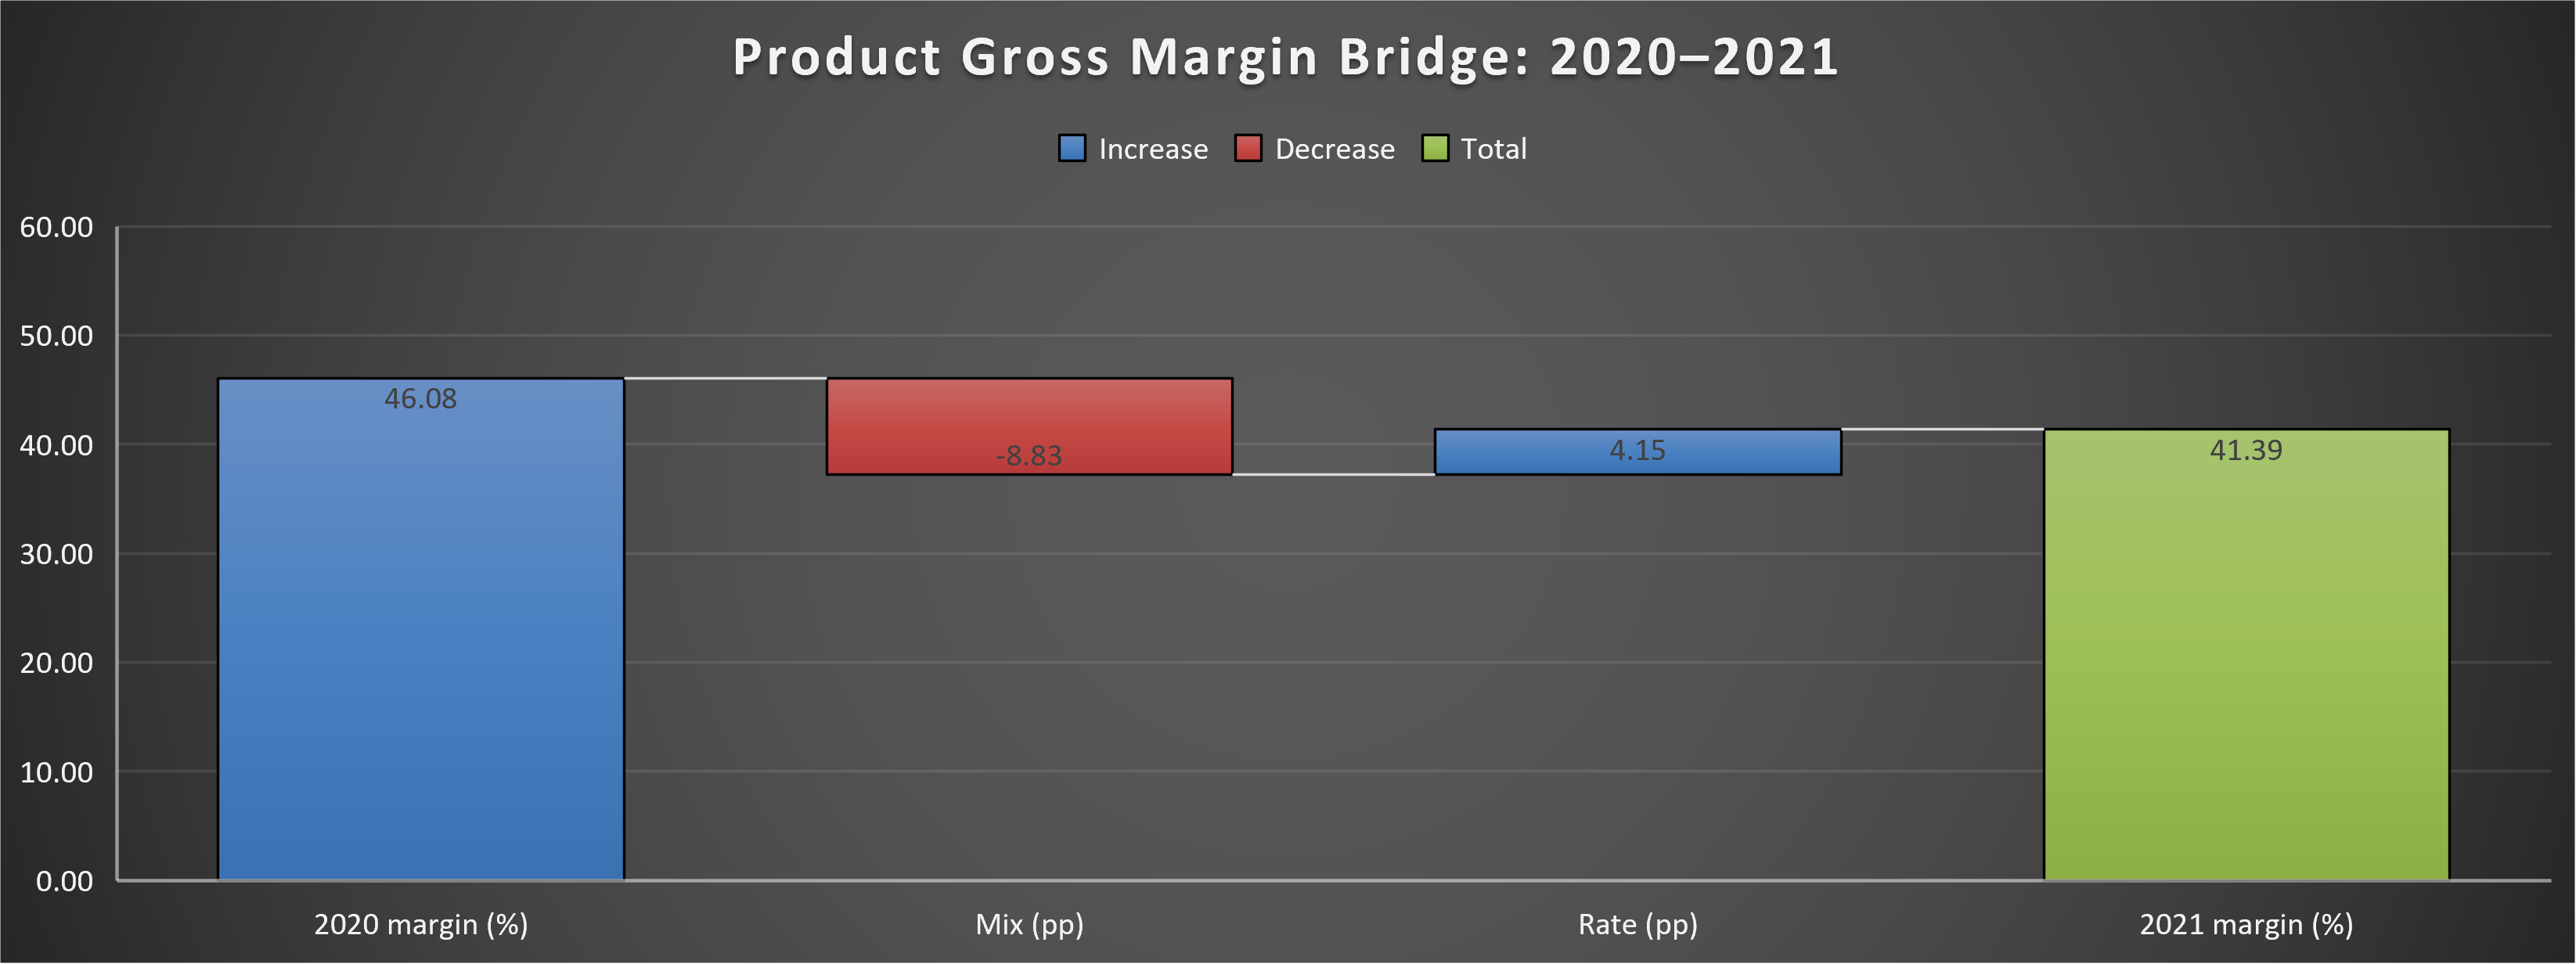 Product Gross Margin Bridge: 2020–2021
Increase Decrease Total
60.00
50.00
40.00
30.00
20.00
10.00
0.00
46.08
-8.83
4.15
41.39
2020 margin (%)
Mix (pp)
Rate (pp)
2021 margin (%)